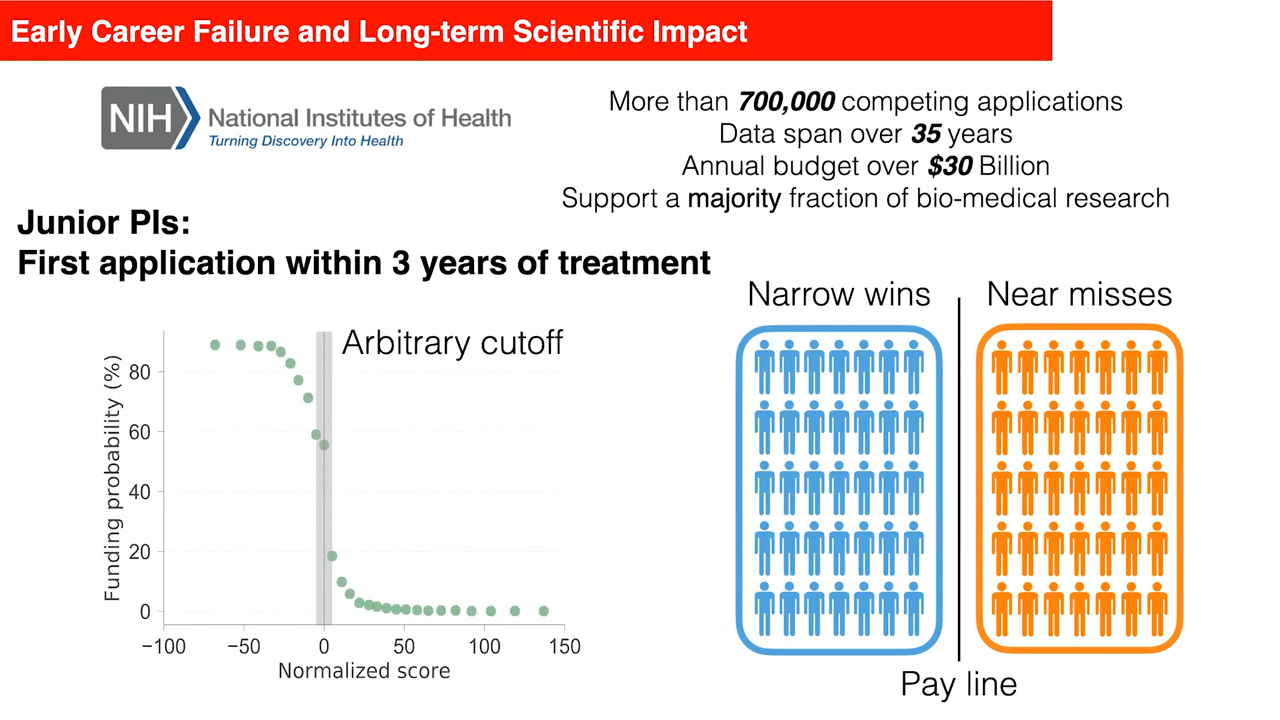 Early Career Failure and Long-term Scientific Impact
NIH
National Institutes of Health
Turning Discovery Into Health
More than 700,000 competing applications
Data span over 35 years
Annual budget over $30 Billion
Support a majority fraction of bio-medical research
Junior PIs:
First application within 3 years of treatment
Arbitrary cutoff
Funding probability (%)
80
60
40
20
0
−100
−50
0
50
100
150
Normalized score
Narrow wins
Near misses
Pay line